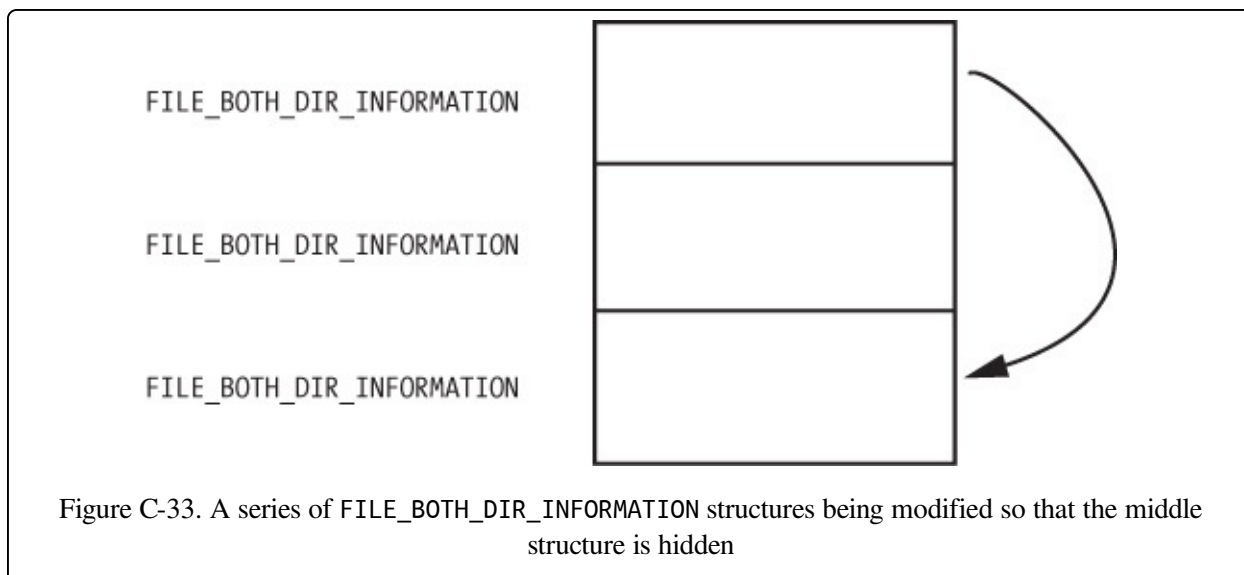 FILE_BOTH_DIR_INFORMATION
FILE_BOTH_DIR_INFORMATION
FILE_BOTH_DIR_INFORMATION
Figure C-33. A series of FILE_BOTH_DIR_INFORMATION structures being modified so that the middle
structure is hidden